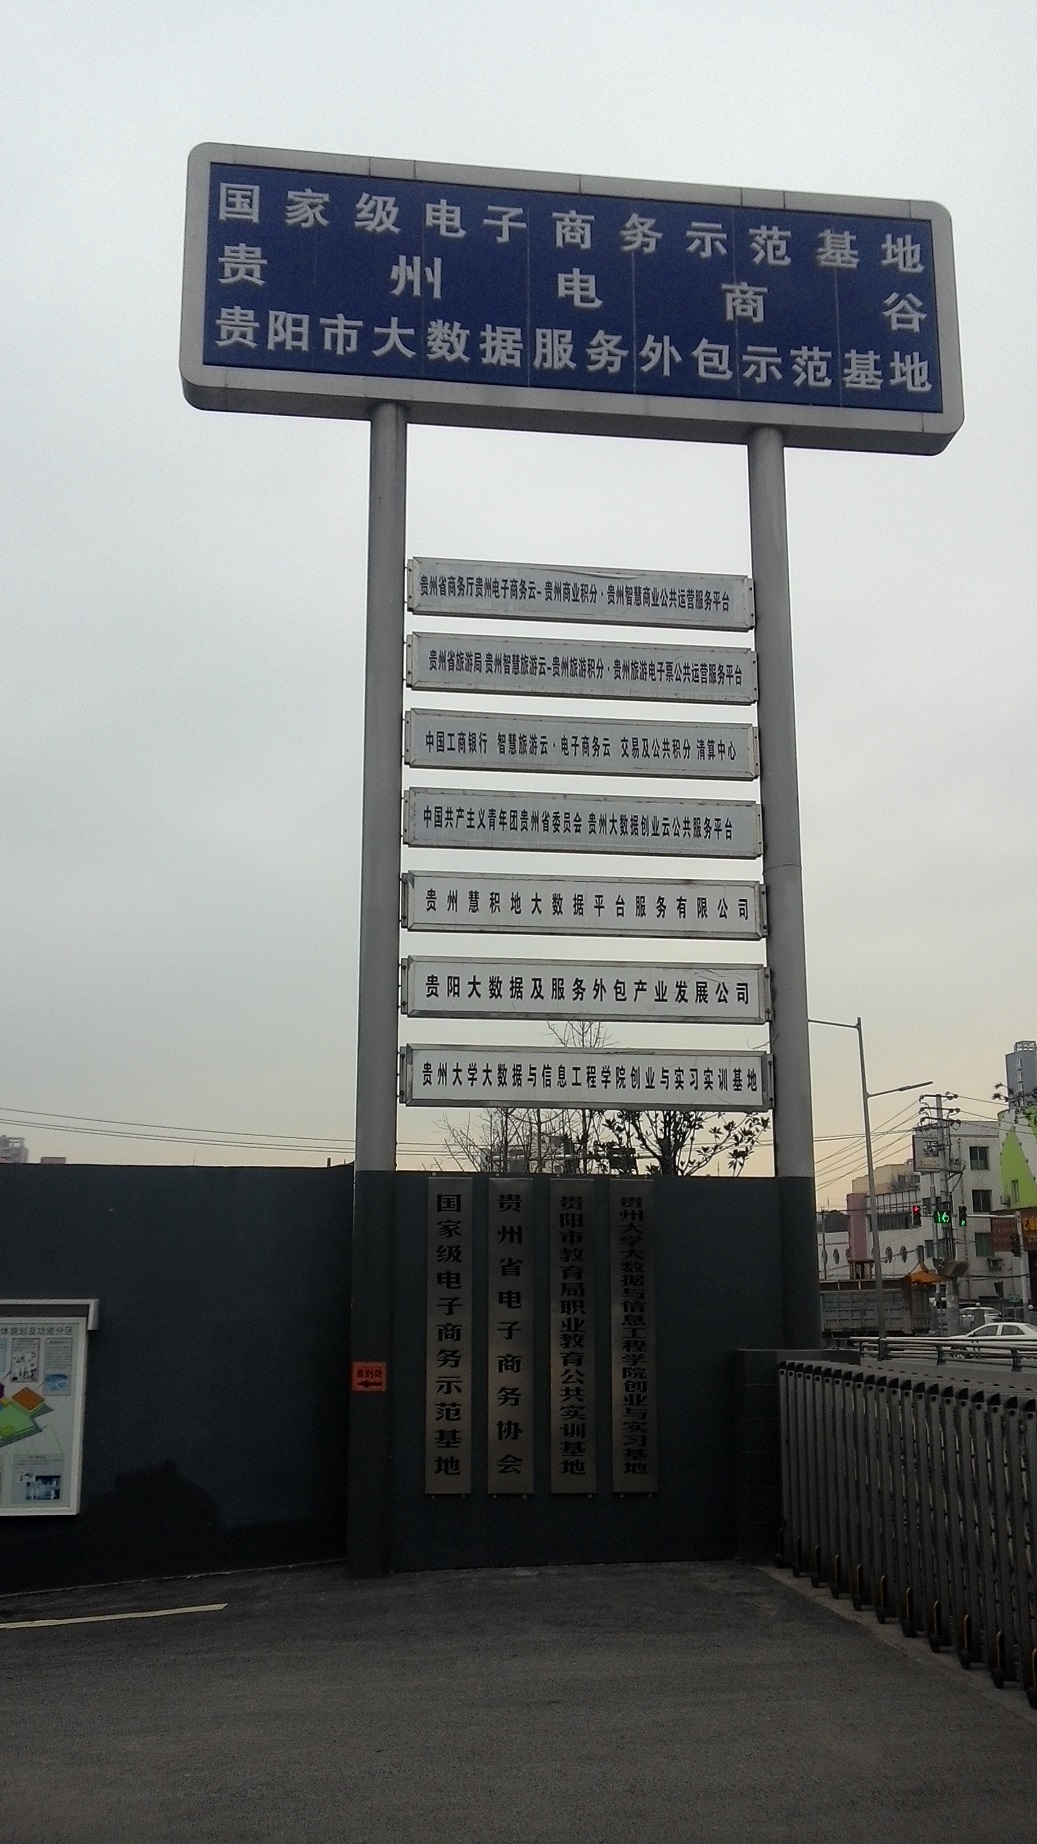 国家级电子商务示范基地
贵州电商谷
贵阳市大数据服务外包示范基地
贵州省商务厅贵州电子商务云-贵州商业积分·贵州智慧商业公共运营服务平台
贵州省旅游局 贵州智慧旅游云-贵州旅游积分·贵州旅游电子票公共运营服务平台
中国工商银行 智慧旅游云·电子商务云 交易及公共积分 清算中心
中国共产主义青年团贵州省委员会 贵州大数据创业云公共服务平台
贵州慧积地大数据平台服务有限公司
贵阳大数据及服务外包产业发展公司
贵州大学大数据与信息工程学院创业与实习实训基地
国家级电子商务示范基地
贵州省电子商务协会
贵阳市教育局职业教育公共实训基地
贵州大学大数据与信息工程学院创业与实习基地
体规划及功能分区
报到处
16